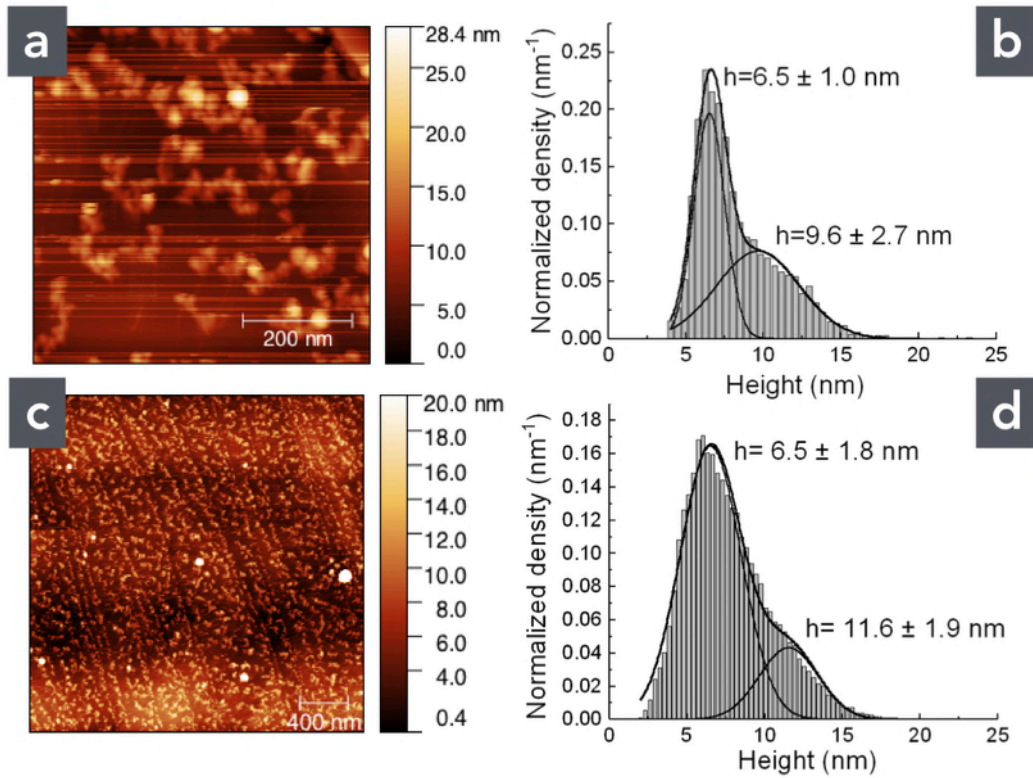 a
28.4 nm
25.0
20.0
15.0
10.0
5.0
0.0
200 nm
b
Normalized density (nm⁻¹)
0.25
0.20
0.15
0.10
0.05
0.00
h=6.5 ± 1.0 nm
h=9.6 ± 2.7 nm
0 5 10 15 20 25
Height (nm)
c
20.0 nm
18.0
16.0
14.0
12.0
10.0
8.0
6.0
4.0
2.0
0.4
400 nm
d
Normalized density (nm⁻¹)
0.18
0.16
0.14
0.12
0.10
0.08
0.06
0.04
0.02
0.00
h= 6.5 ± 1.8 nm
h= 11.6 ± 1.9 nm
0 5 10 15 20 25
Height (nm)